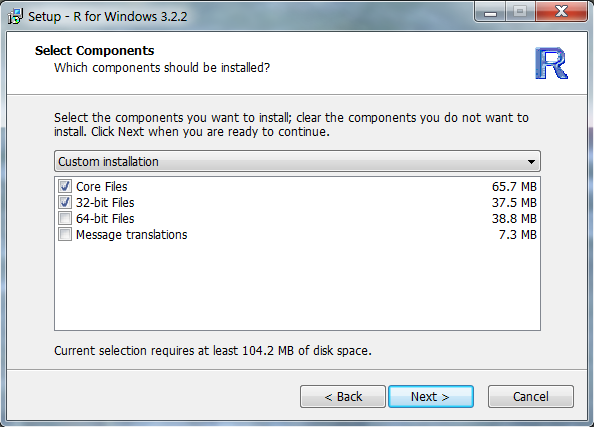 Setup - R for Windows 3.2.2
Select Components
Which components should be installed?
R
Select the components you want to install; clear the components you do not want to
install. Click Next when you are ready to continue.
Custom installation
Core Files 65.7 MB
32-bit Files 37.5 MB
64-bit Files 38.8 MB
Message translations 7.3 MB
Current selection requires at least 104.2 MB of disk space.
< Back Next > Cancel